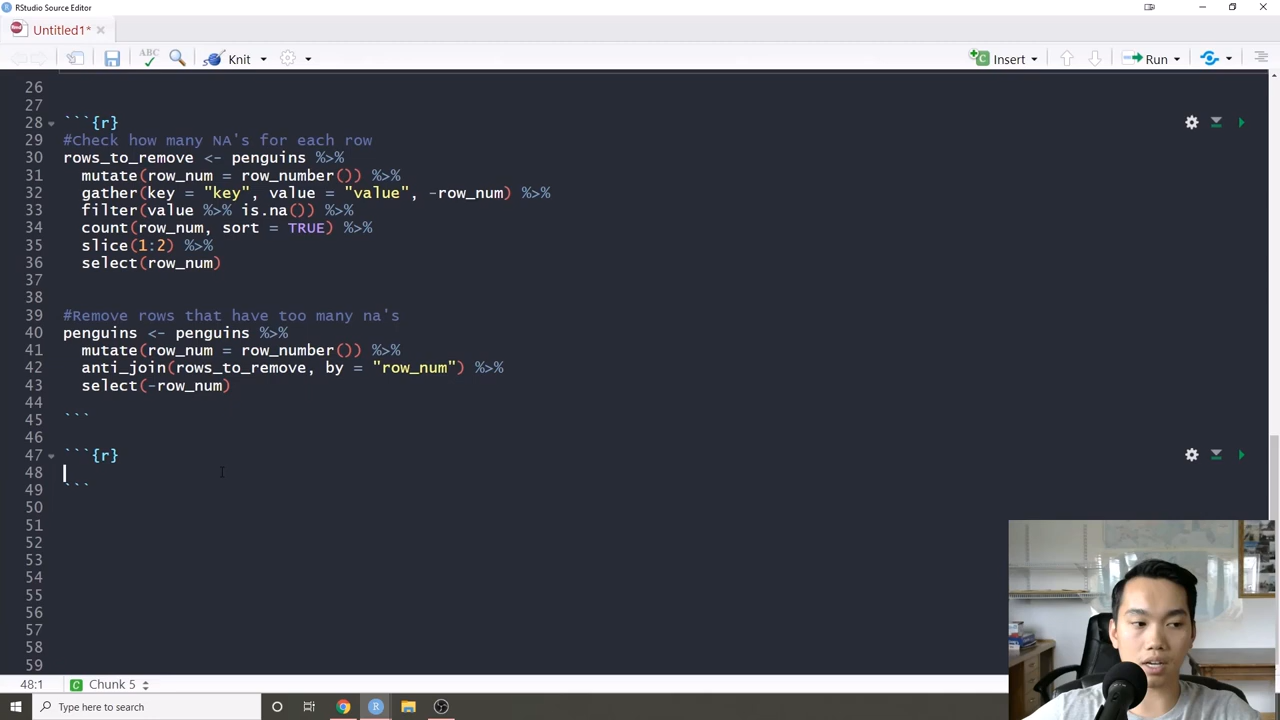 RStudio Source Editor
Untitled1*
ABC
Knit
Insert
Run
26
27
28 ```{r}
29 #Check how many NA's for each row
30 rows_to_remove <- penguins %>%
31 mutate(row_num = row_number()) %>%
32 gather(key = "key", value = "value", -row_num) %>%
33 filter(value %>% is.na()) %>%
34 count(row_num, sort = TRUE) %>%
35 slice(1:2) %>%
36 select(row_num)
37
38
39 #Remove rows that have too many na's
40 penguins <- penguins %>%
41 mutate(row_num = row_number()) %>%
42 anti_join(rows_to_remove, by = "row_num") %>%
43 select(-row_num)
44
45 ```
46
47 ```{r}
48
49 ```
50
51
52
53
54
55
56
57
58
59
48:1 C Chunk 5
Type here to search